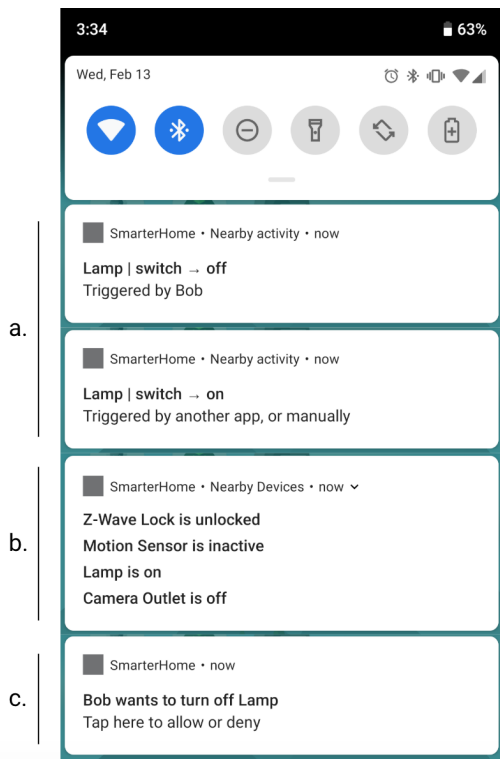 3:34 63%
Wed, Feb 13
a.
SmarterHome • Nearby activity • now
Lamp | switch → off
Triggered by Bob
SmarterHome • Nearby activity • now
Lamp | switch → on
Triggered by another app, or manually
b.
SmarterHome • Nearby Devices • now
Z-Wave Lock is unlocked
Motion Sensor is inactive
Lamp is on
Camera Outlet is off
c.
SmarterHome • now
Bob wants to turn off Lamp
Tap here to allow or deny